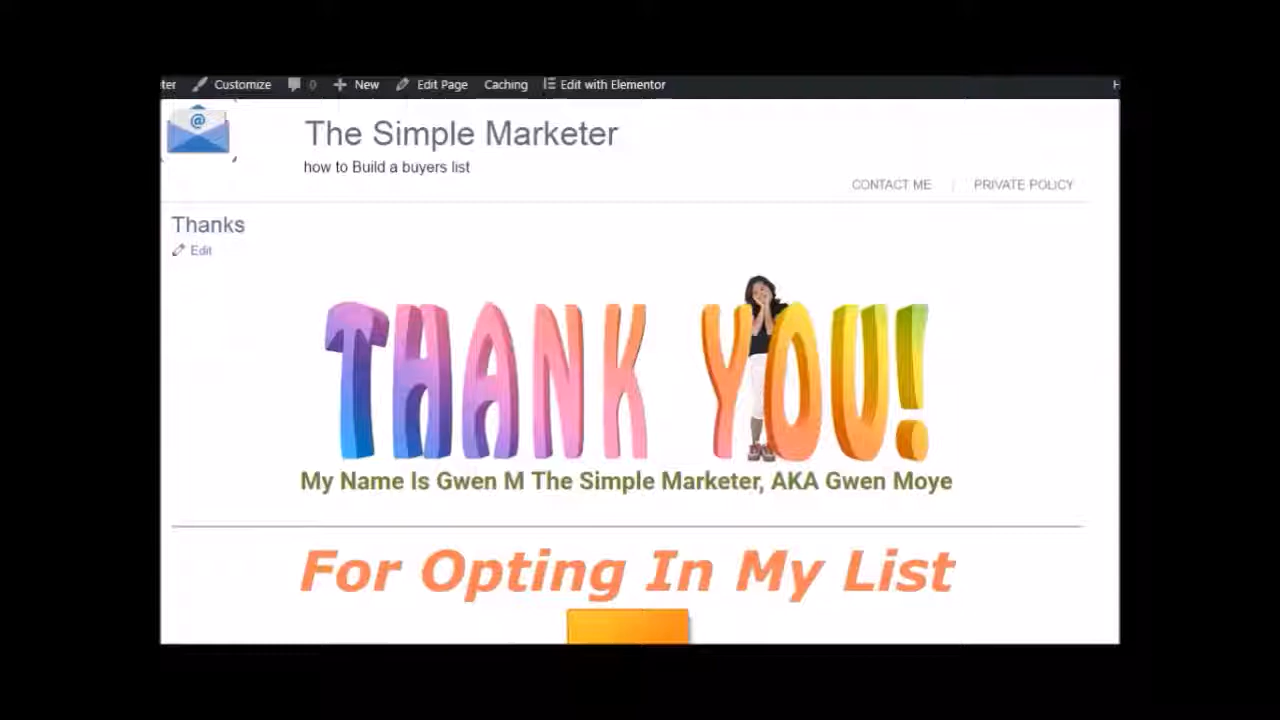 ter Customize 0 New Edit Page Caching Edit with Elementor H
@
The Simple Marketer
how to Build a buyers list
CONTACT ME | PRIVATE POLICY
Thanks
Edit
THANK YOU!
My Name Is Gwen M The Simple Marketer, AKA Gwen Moye
For Opting In My List